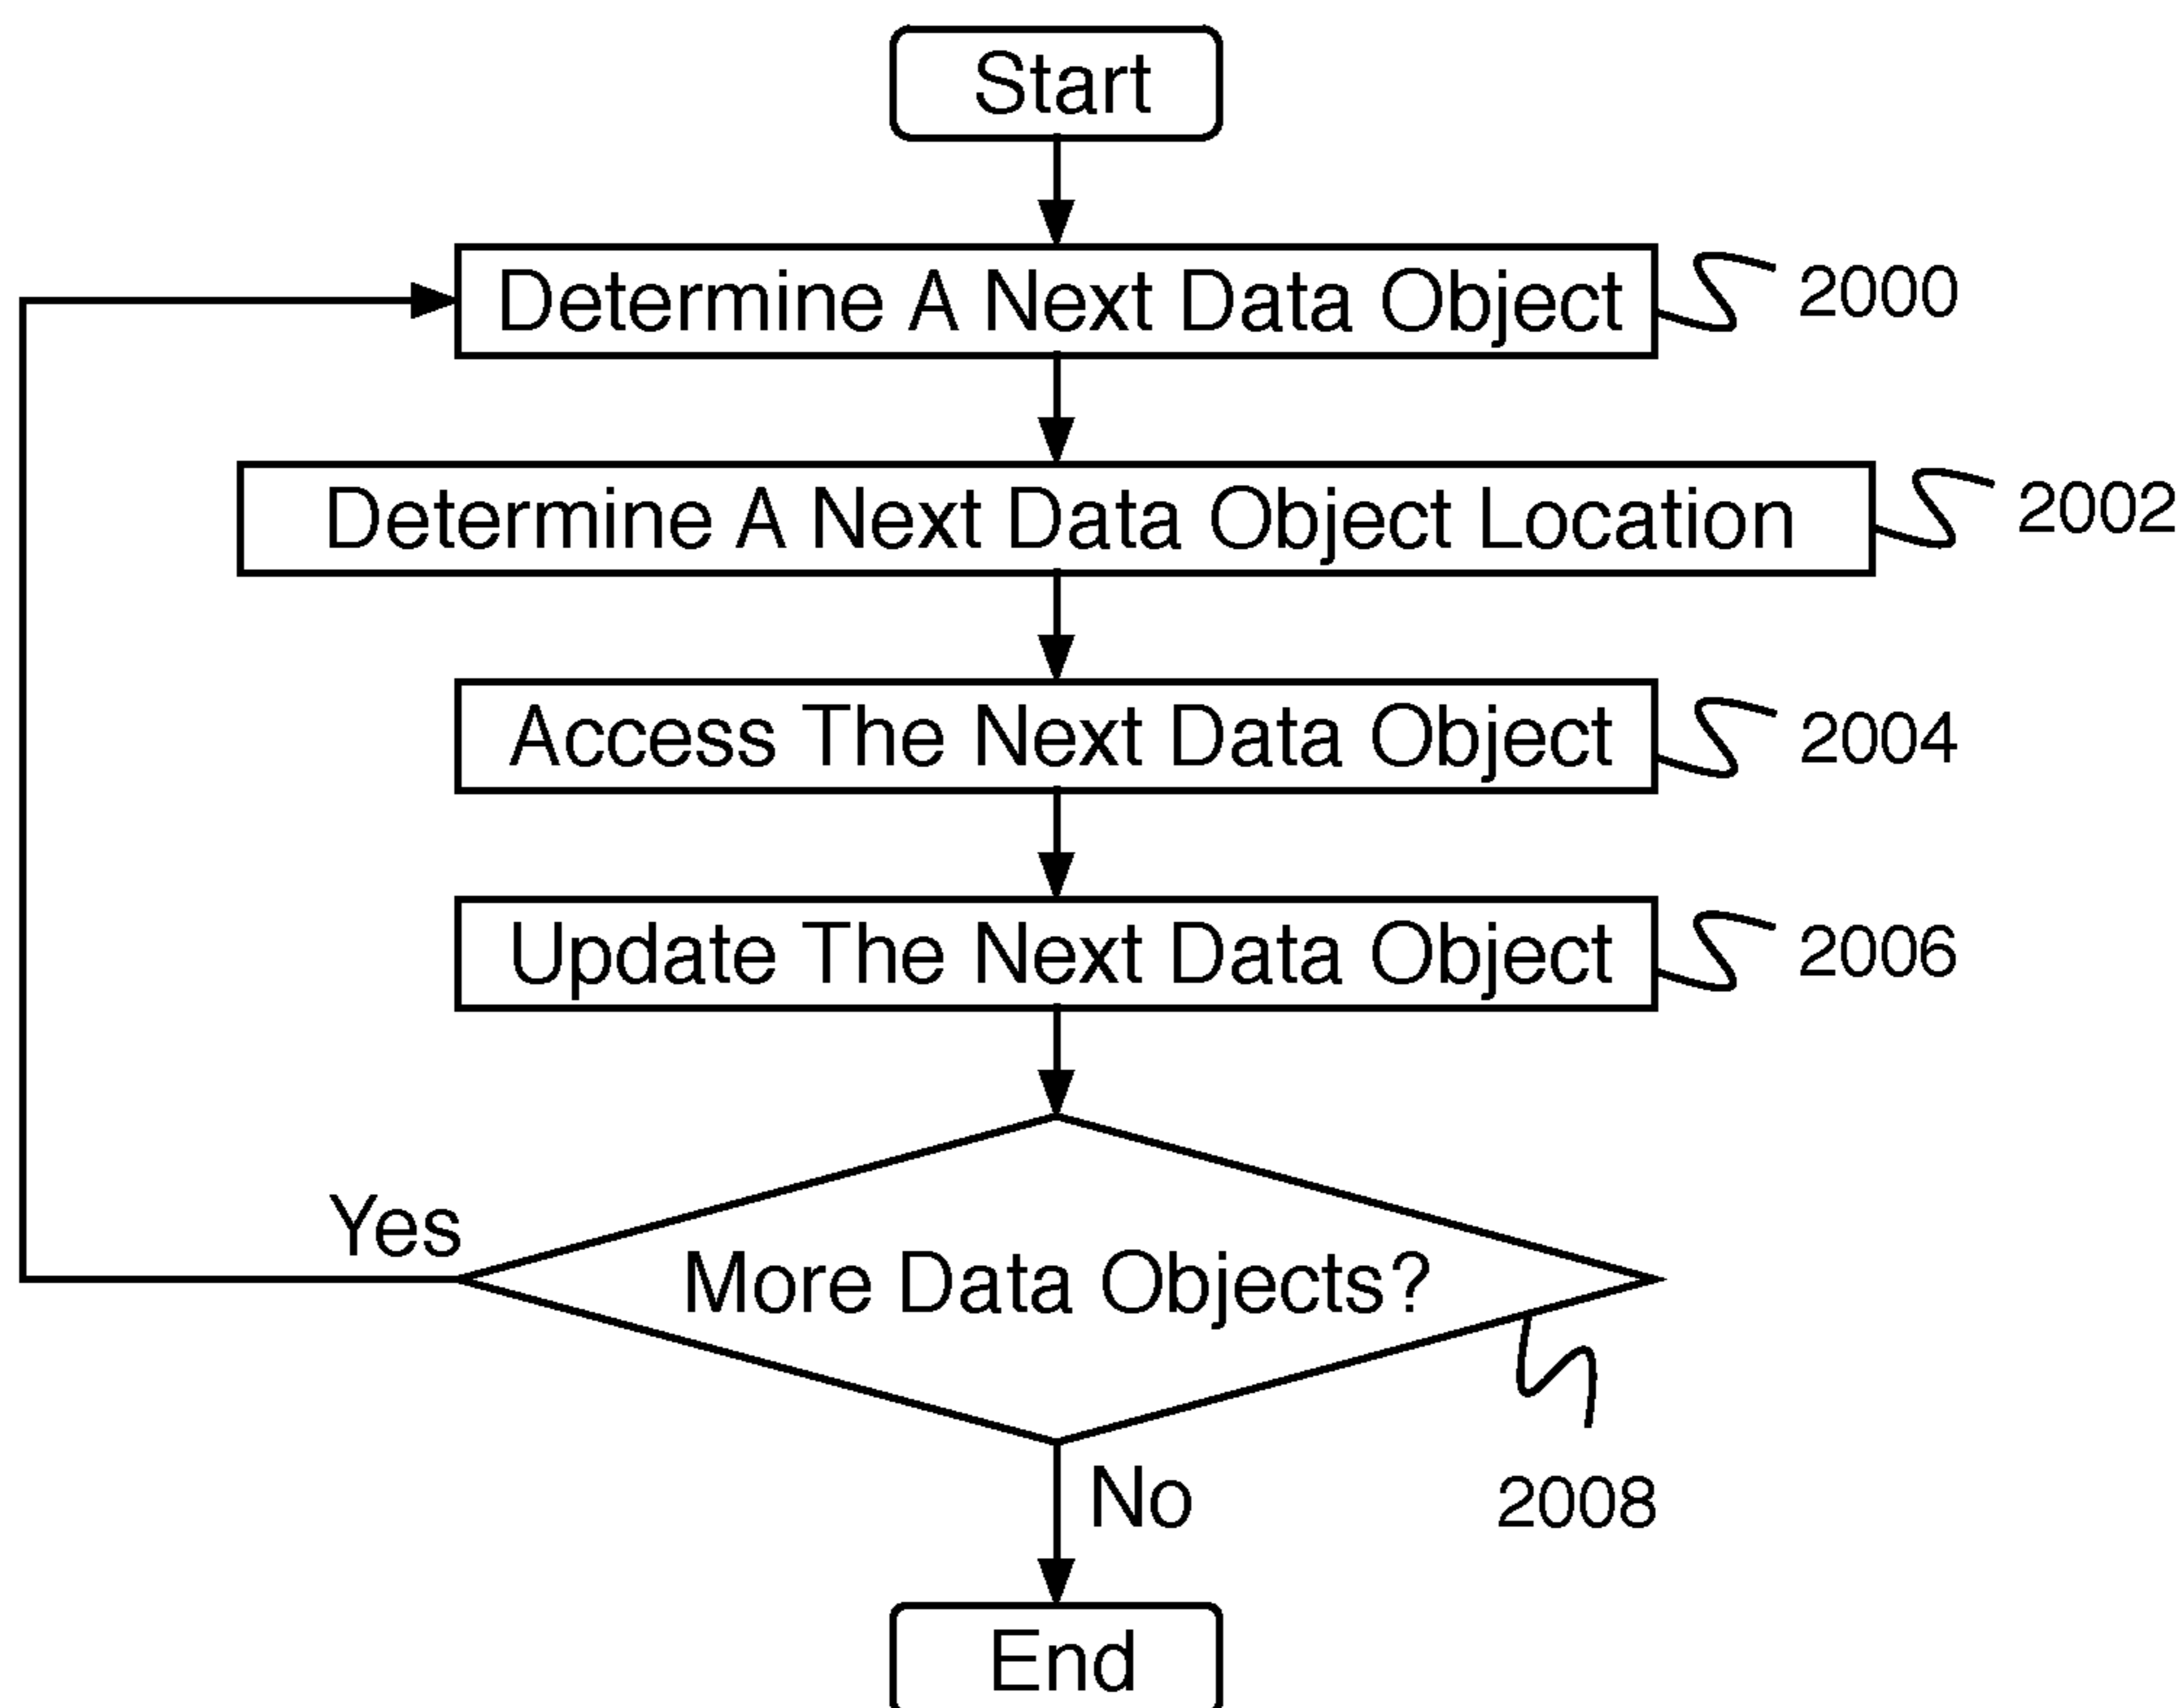 Start
Determine A Next Data Object
2000
Determine A Next Data Object Location
2002
Access The Next Data Object
2004
Update The Next Data Object
2006
Yes
More Data Objects?
No
2008
End